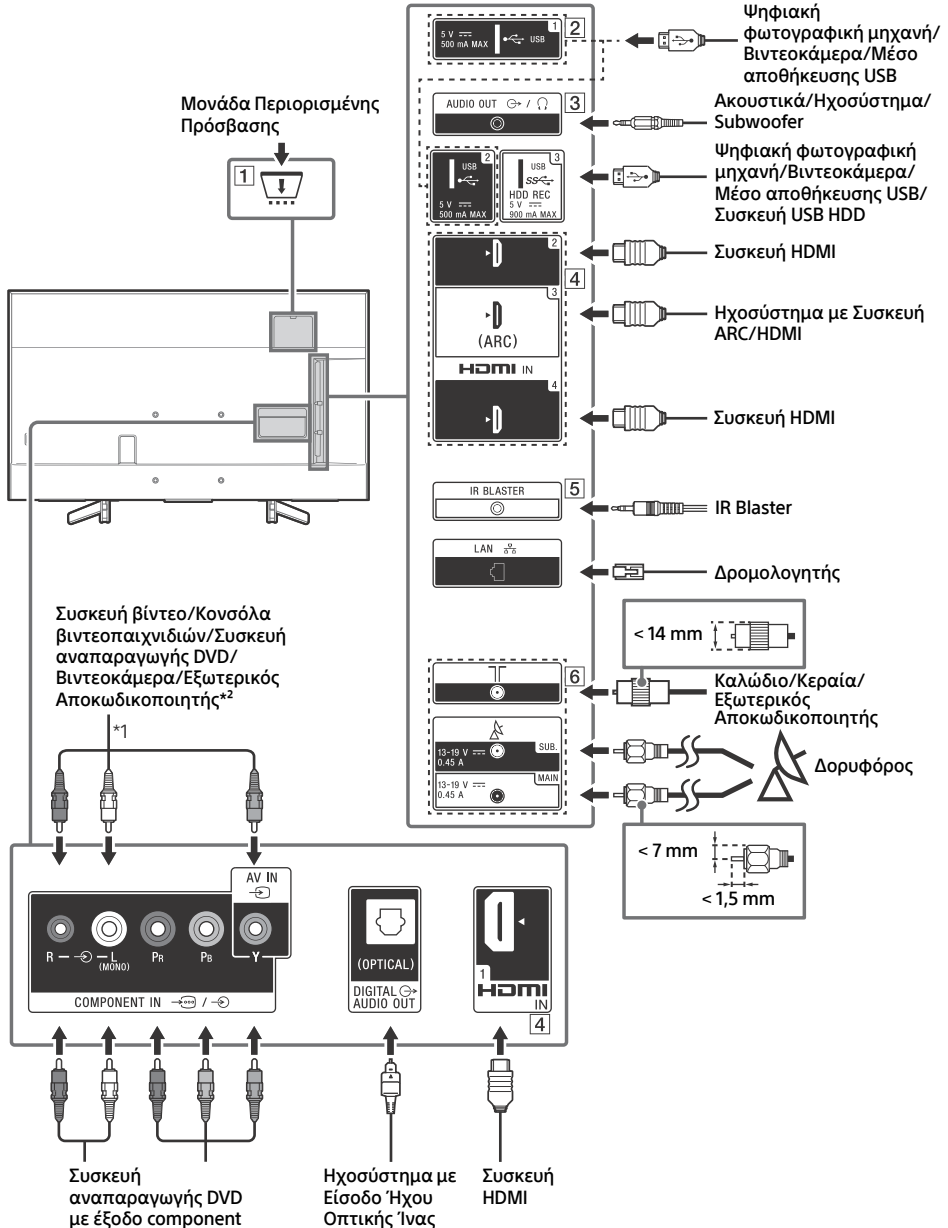 5 V
500 mA MAX
USB
1
2
Ψηφιακή
φωτογραφική μηχανή/
Βιντεοκάμερα/Μέσο
αποθήκευσης USB
Μονάδα Περιορισμένης
Πρόσβασης
1
AUDIO OUT
/
3
Ακουστικά/Ηχοσύστημα/
Subwoofer
2
USB
5 V
500 mA MAX
3
USB
SS
HDD REC
5 V
900 mA MAX
Ψηφιακή φωτογραφική
μηχανή/Βιντεοκάμερα/
Μέσο αποθήκευσης USB/
Συσκευή USB HDD
2
4
Συσκευή HDMI
3
(ARC)
HDMI IN
Ηχοσύστημα με Συσκευή
ARC/HDMI
4
Συσκευή HDMI
IR BLASTER
5
IR Blaster
LAN
Δρομολογητής
< 14 mm
6
Καλώδιο/Κεραία/
Εξωτερικός
Αποκωδικοποιητής
13-19 V
0.45 A
SUB.
13-19 V
0.45 A
MAIN
Δορυφόρος
< 7 mm
< 1,5 mm
Συσκευή βίντεο/Κονσόλα
βιντεοπαιχνιδιών/Συσκευή
αναπαραγωγής DVD/
Βιντεοκάμερα/Εξωτερικός
Αποκωδικοποιητής*2
*1
AV IN
R — — L
(MONO)
PR
PB
Y
COMPONENT IN /
(OPTICAL)
DIGITAL
AUDIO OUT
1
HDMI
IN
4
Συσκευή
αναπαραγωγής DVD
με έξοδο component
Ηχοσύστημα με
Είσοδο Ήχου
Οπτικής Ίνας
Συσκευή
HDMI